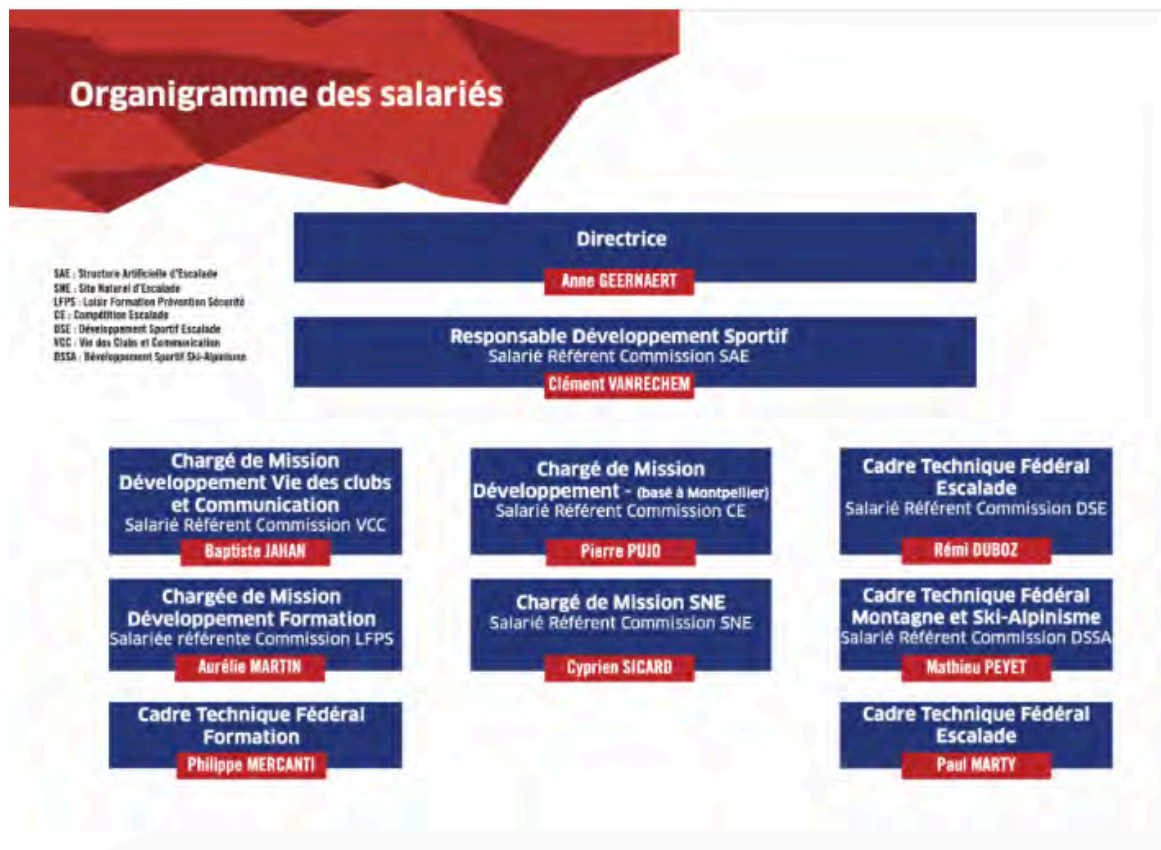 Organigramme des salariés
Directrice
Anne GEERNAERT
SAE : Structure Artificielle d'Escalade
SNE : Site Naturel d'Escalade
LFPS : Loisir Formation Prévention Sécurité
CE : Compétition Escalade
DSE : Développement Sportif Escalade
VCC : Vie des Clubs et Communication
DSSA : Développement Sportif Ski-Alpinisme
Responsable Développement Sportif
Salarié Référent Commission SAE
Clément VANRECHEM
Chargé de Mission
Développement Vie des clubs
et Communication
Salarié Référent Commission VCC
Baptiste JAHAN
Chargé de Mission
Développement - (basé à Montpellier)
Salarié Référent Commission CE
Pierre PUJO
Cadre Technique Fédéral
Escalade
Salarié Référent Commission DSE
Rémi DUBOZ
Chargée de Mission
Développement Formation
Salariée référente Commission LFPS
Aurélie MARTIN
Chargé de Mission SNE
Salarié Référent Commission SNE
Cyprien SICARD
Cadre Technique Fédéral
Montagne et Ski-Alpinisme
Salarié Référent Commission DSSA
Mathieu PEYET
Cadre Technique Fédéral
Formation
Philippe MERCANTI
Cadre Technique Fédéral
Escalade
Paul MARTY